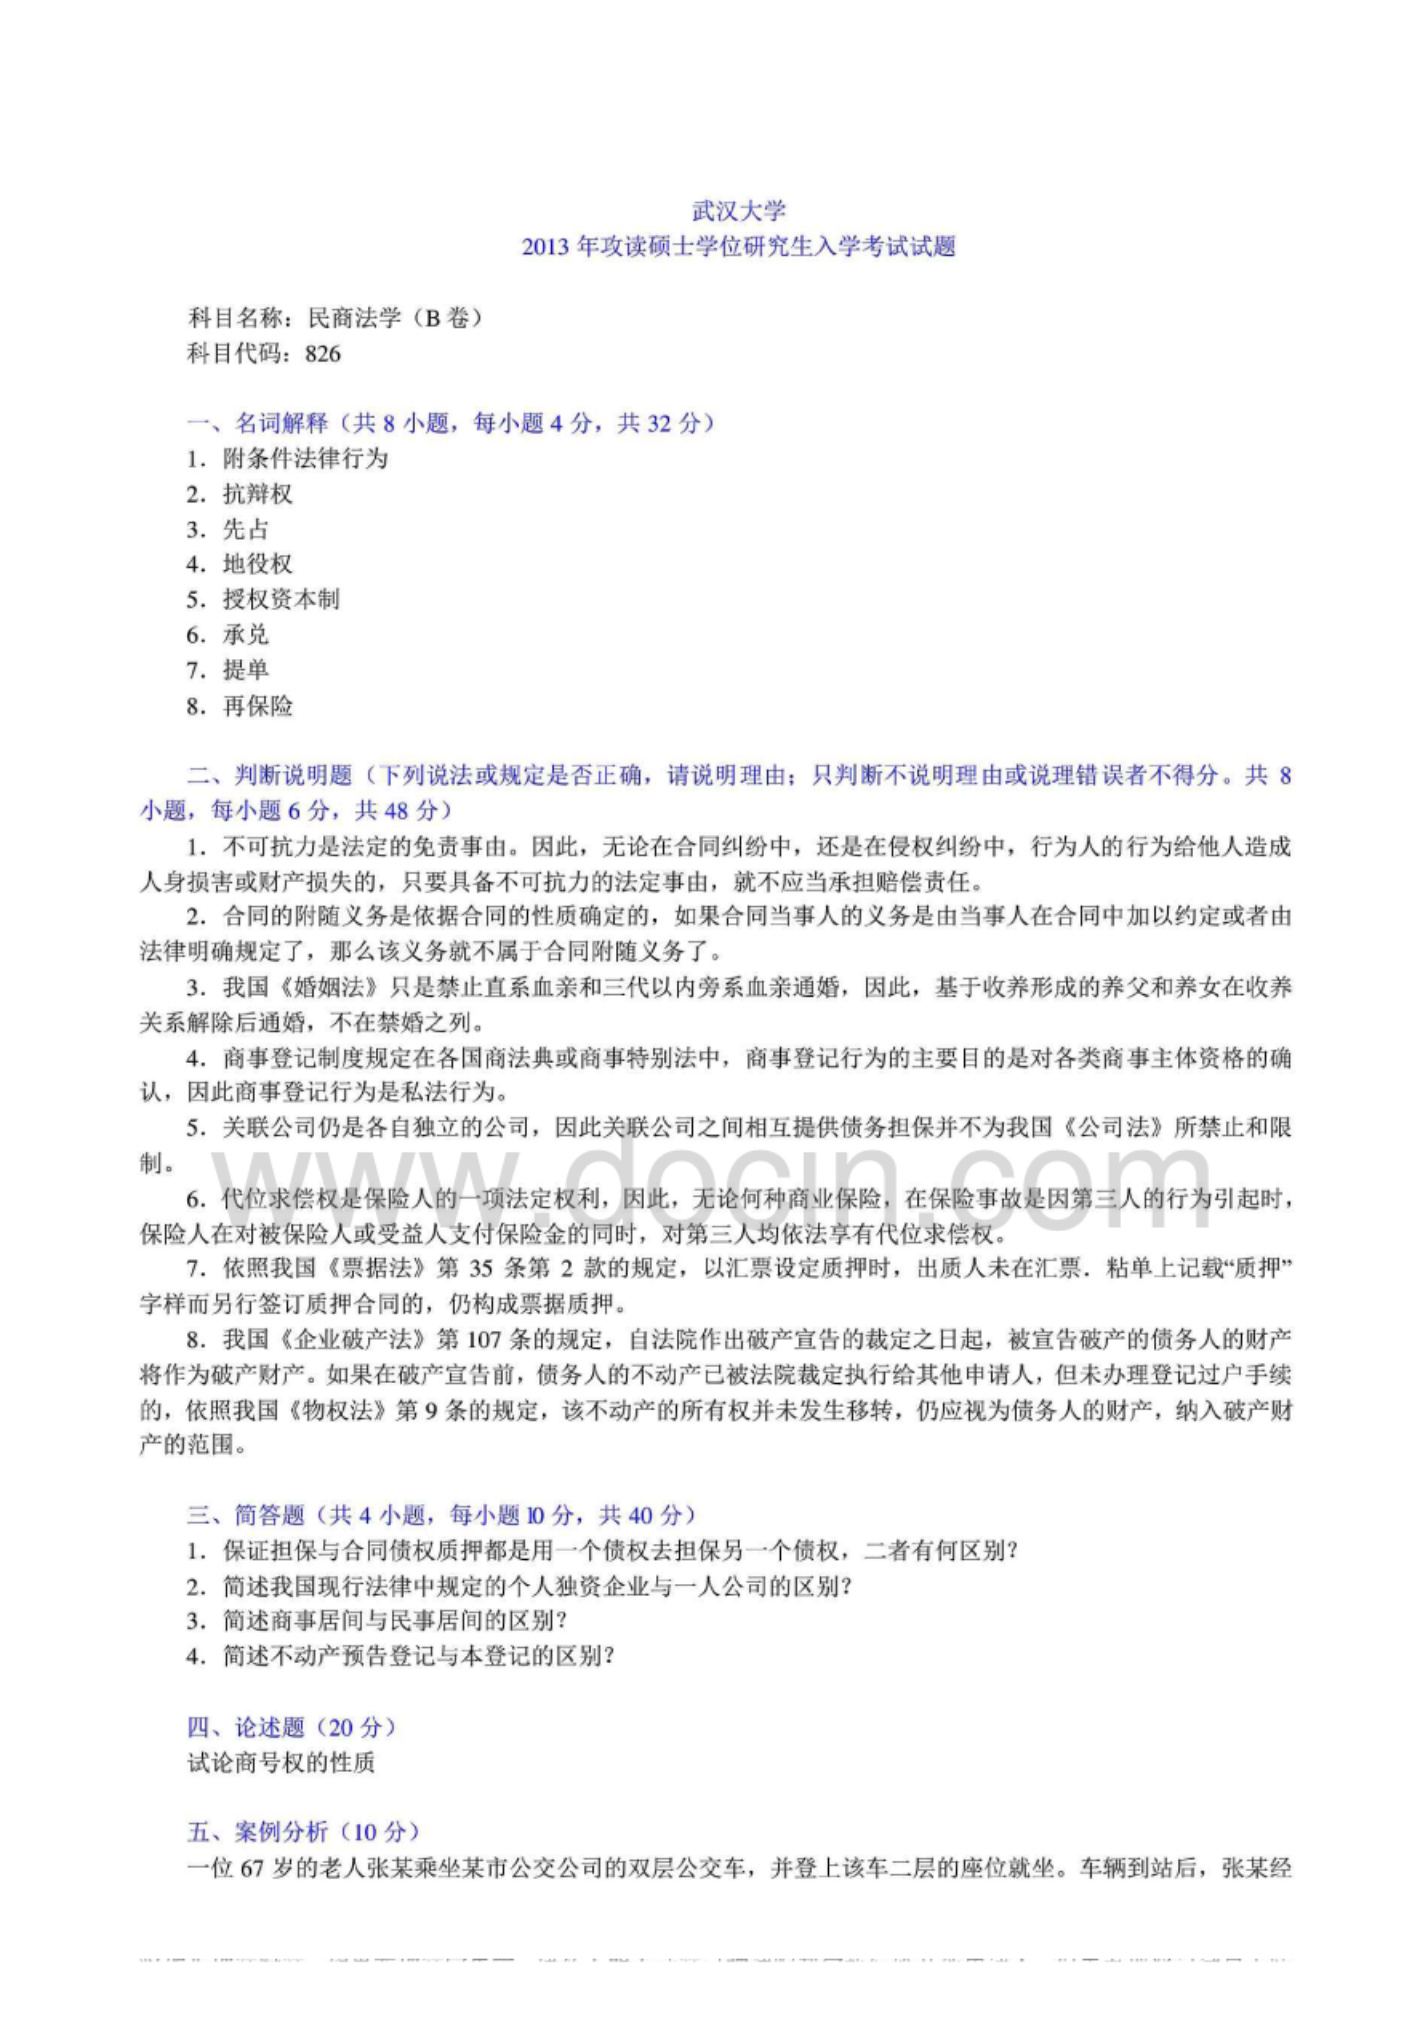 武汉大学
2013 年攻读硕士学位研究生入学考试试题
科目名称：民商法学（B 卷）
科目代码：826
一、名词解释（共 8 小题，每小题 4 分，共 32 分）
1．附条件法律行为
2．抗辩权
3．先占
4．地役权
5．授权资本制
6．承兑
7．提单
8．再保险
二、判断说明题（下列说法或规定是否正确，请说明理由；只判断不说明理由或说理错误者不得分。共 8
小题，每小题 6 分，共 48 分）
1．不可抗力是法定的免责事由。因此，无论在合同纠纷中，还是在侵权纠纷中，行为人的行为给他人造成
人身损害或财产损失的，只要具备不可抗力的法定事由，就不应当承担赔偿责任。
2．合同的附随义务是依据合同的性质确定的，如果合同当事人的义务是由当事人在合同中加以约定或者由
法律明确规定了，那么该义务就不属于合同附随义务了。
3．我国《婚姻法》只是禁止直系血亲和三代以内旁系血亲通婚，因此，基于收养形成的养父和养女在收养
关系解除后通婚，不在禁婚之列。
4．商事登记制度规定在各国商法典或商事特别法中，商事登记行为的主要目的是对各类商事主体资格的确
认，因此商事登记行为是私法行为。
5．关联公司仍是各自独立的公司，因此关联公司之间相互提供债务担保并不为我国《公司法》所禁止和限
制。
www.docin.com
6．代位求偿权是保险人的一项法定权利，因此，无论何种商业保险，在保险事故是因第三人的行为引起时，
保险人在对被保险人或受益人支付保险金的同时，对第三人均依法享有代位求偿权。
7．依照我国《票据法》第 35 条第 2 款的规定，以汇票设定质押时，出质人未在汇票．粘单上记载“质押”
字样而另行签订质押合同的，仍构成票据质押。
8．我国《企业破产法》第 107 条的规定，自法院作出破产宣告的裁定之日起，被宣告破产的债务人的财产
将作为破产财产。如果在破产宣告前，债务人的不动产已被法院裁定执行给其他申请人，但未办理登记过户手续
的，依照我国《物权法》第 9 条的规定，该不动产的所有权并未发生移转，仍应视为债务人的财产，纳入破产财
产的范围。
三、简答题（共 4 小题，每小题 10 分，共 40 分）
1．保证担保与合同债权质押都是用一个债权去担保另一个债权，二者有何区别？
2．简述我国现行法律中规定的个人独资企业与一人公司的区别？
3．简述商事居间与民事居间的区别？
4．简述不动产预告登记与本登记的区别？
四、论述题（20 分）
试论商号权的性质
五、案例分析（10 分）
一位 67 岁的老人张某乘坐某市公交公司的双层公交车，并登上该车二层的座位就坐。车辆到站后，张某经